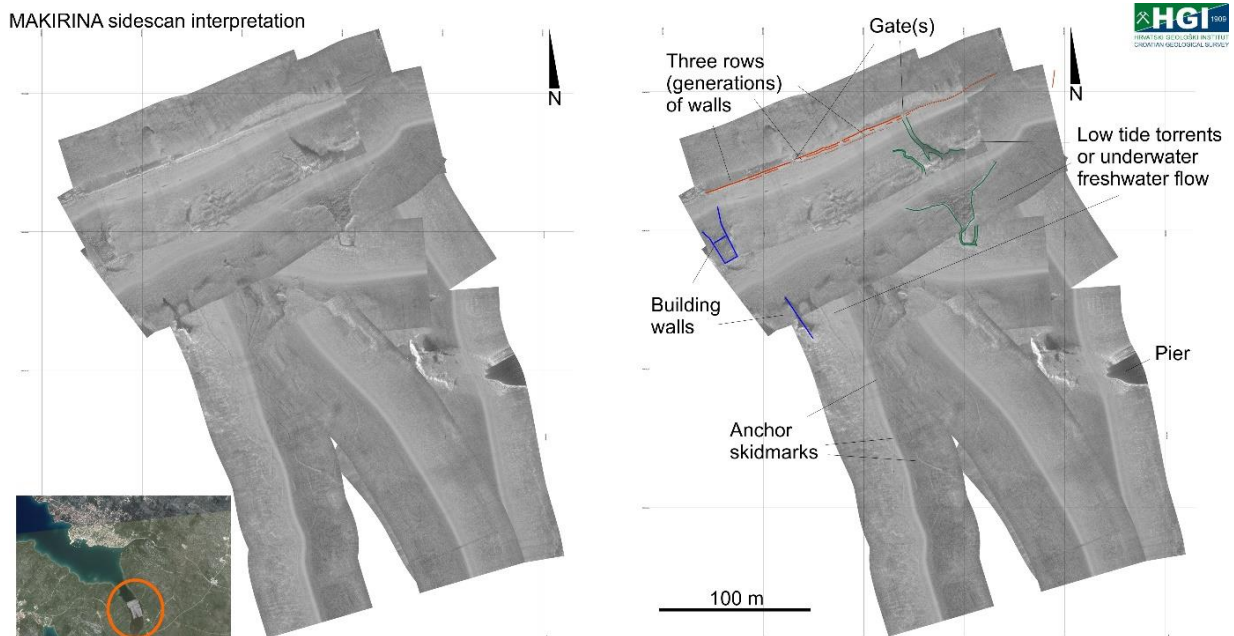 MAKIRINA sidescan interpretation
N
Gate(s)
Three rows
(generations)
of walls
HGI 1909
HRVATSKI GEOLOŠKI INSTITUT
CROATIAN GEOLOGICAL SURVEY
N
Low tide torrents
or underwater
freshwater flow
Building
walls
Pier
Anchor
skidmarks
100 m